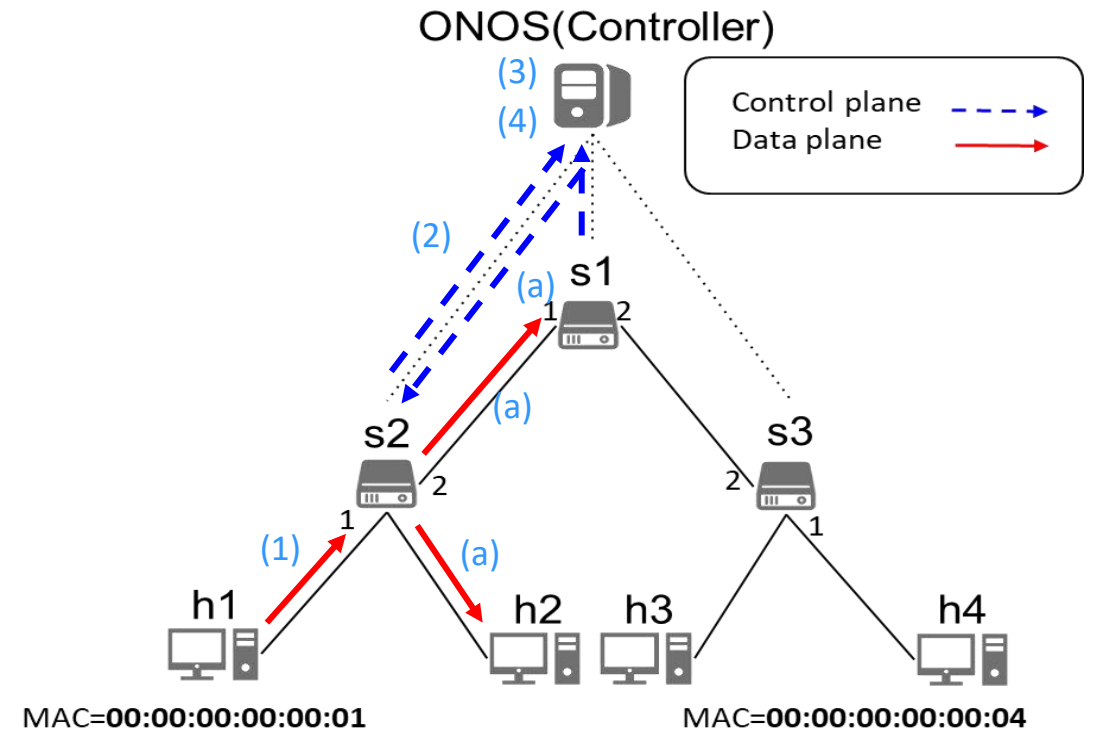 ONOS(Controller)
(3)
(4)
Control plane
Data plane
(2)
s1
(a)
1
2
(a)
s2
s3
2
2
1
1
(1)
(a)
h1
h2
h3
h4
MAC=00:00:00:00:00:01
MAC=00:00:00:00:00:04